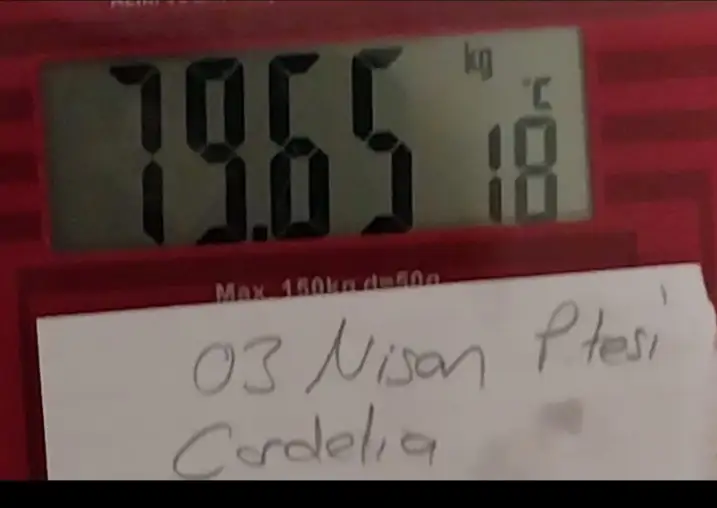 kg
79.65
°C
18
Max. 150kg d=50g
03 Nisan Ptesi
Cordelia